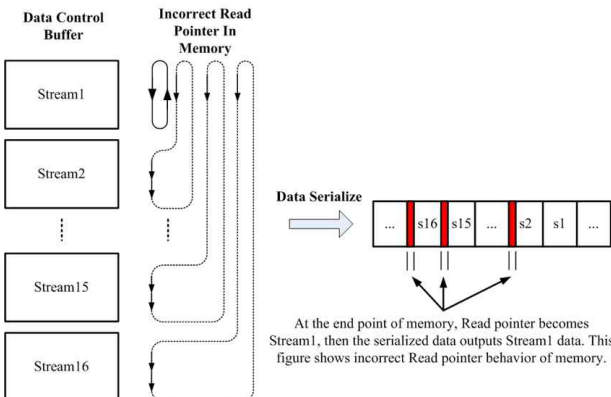 Data Control
Buffer
Incorrect Read
Pointer In
Memory
Stream1
Stream2
Stream15
Stream16
Data Serialize
... s16 s15 ... s2 s1 ...
At the end point of memory, Read pointer becomes
Stream1, then the serialized data outputs Stream1 data. This
figure shows incorrect Read pointer behavior of memory.